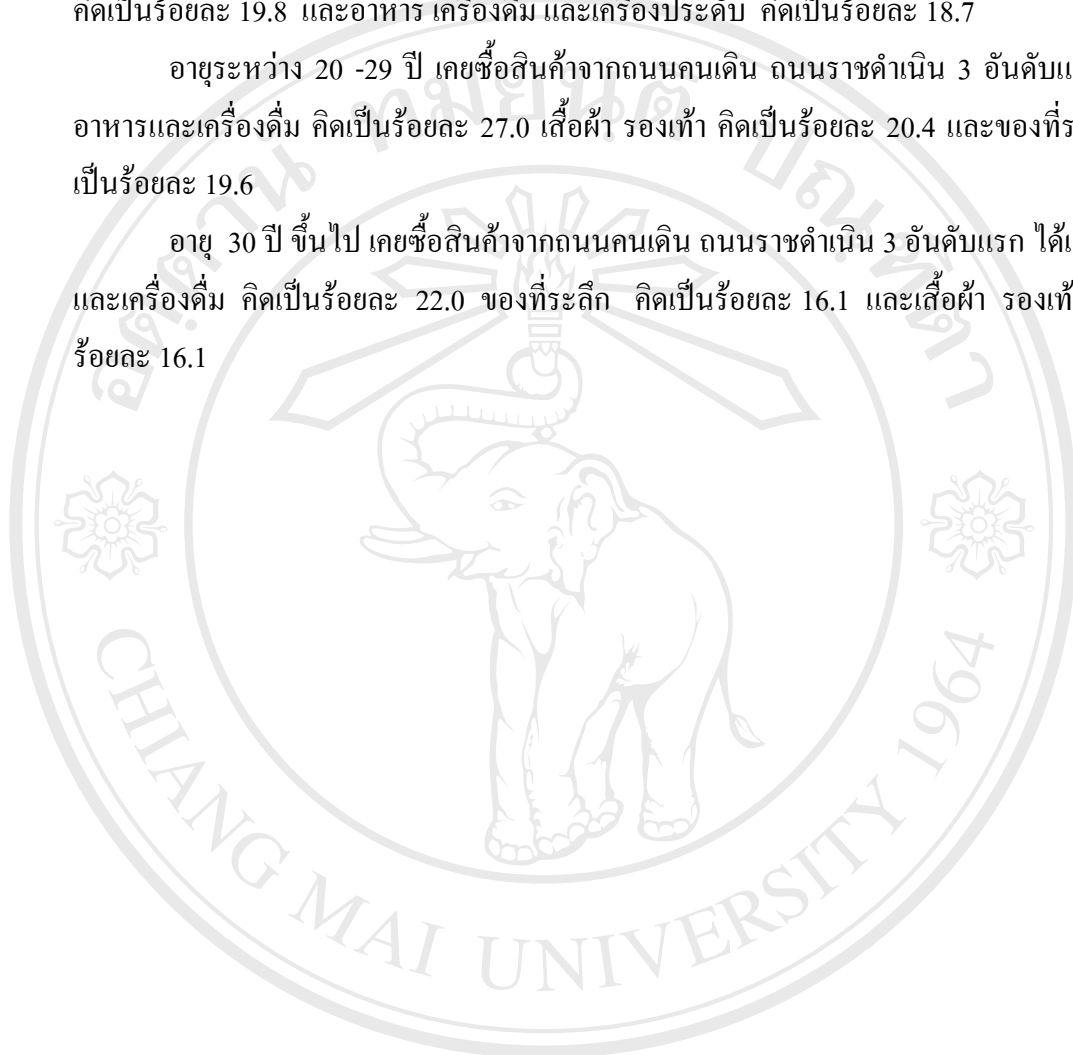 คิดเป็นร้อยละ 19.8 และอาหาร เครื่องดื่ม และเครื่องประดับ คิดเป็นร้อยละ 18.7
อายุระหว่าง 20 -29 ปี เคยซื้อสินค้าจากถนนคนเดิน ถนนราชดำเนิน 3 อันดับแ
อาหารและเครื่องดื่ม คิดเป็นร้อยละ 27.0 เสื้อผ้า รองเท้า คิดเป็นร้อยละ 20.4 และของที่ร
เป็นร้อยละ 19.6
อายุ 30 ปี ขึ้นไป เคยซื้อสินค้าจากถนนคนเดิน ถนนราชดำเนิน 3 อันดับแรก ได้แ
และเครื่องดื่ม คิดเป็นร้อยละ 22.0 ของที่ระลึก คิดเป็นร้อยละ 16.1 และเสื้อผ้า รองเท้
ร้อยละ 16.1
อตฺตานํ ทมยนฺติ ปณฺฑิตา
CHIANG MAI UNIVERSITY 1964